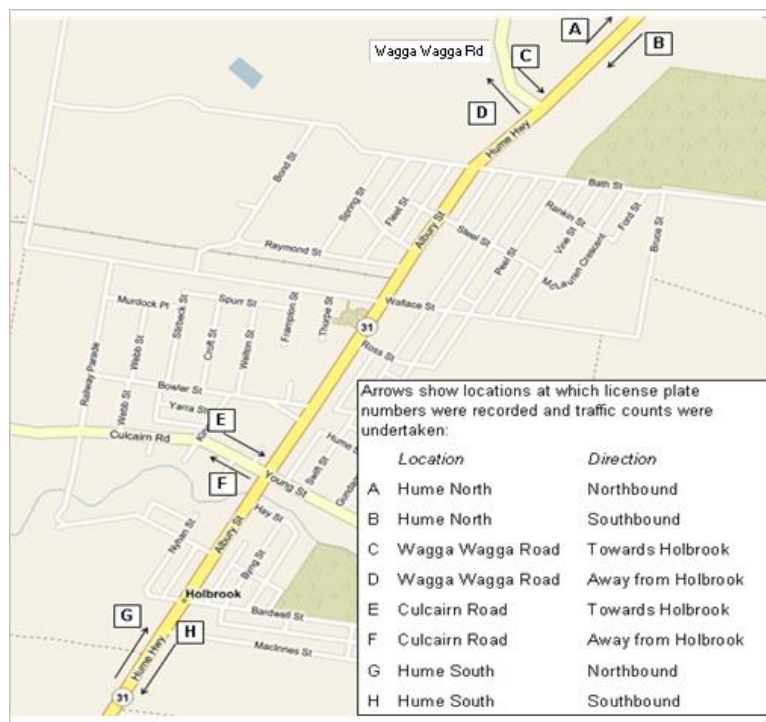 A
B
Wagga Wagga Rd
C
D
Hume Hwy
Bond St
Bath St
Spring St
Fleet St
Rankin St
Ford St
Albury St
Steel St
Vine St
Bruce St
Raymond St
Peel St
McLaurren Crescent
Murdock Pl
Spurr St
Wallace St
Stirbeck St
Frampton St
Thorpe St
Webb St
Croft St
Welton St
31
Ross St
Railway Parade
Bowler St
Yarra St
Webb St
E
Culcairn Rd
Swift St
F
Young St
Hay St
Nyhan St
Albury St
Byng St
Holbrook
Bardwell St
G
H
MacInnes St
Hume Hwy
31
Arrows show locations at which license plate
numbers were recorded and traffic counts were
undertaken:
Location Direction
A Hume North Northbound
B Hume North Southbound
C Wagga Wagga Road Towards Holbrook
D Wagga Wagga Road Away from Holbrook
E Culcairn Road Towards Holbrook
F Culcairn Road Away from Holbrook
G Hume South Northbound
H Hume South Southbound